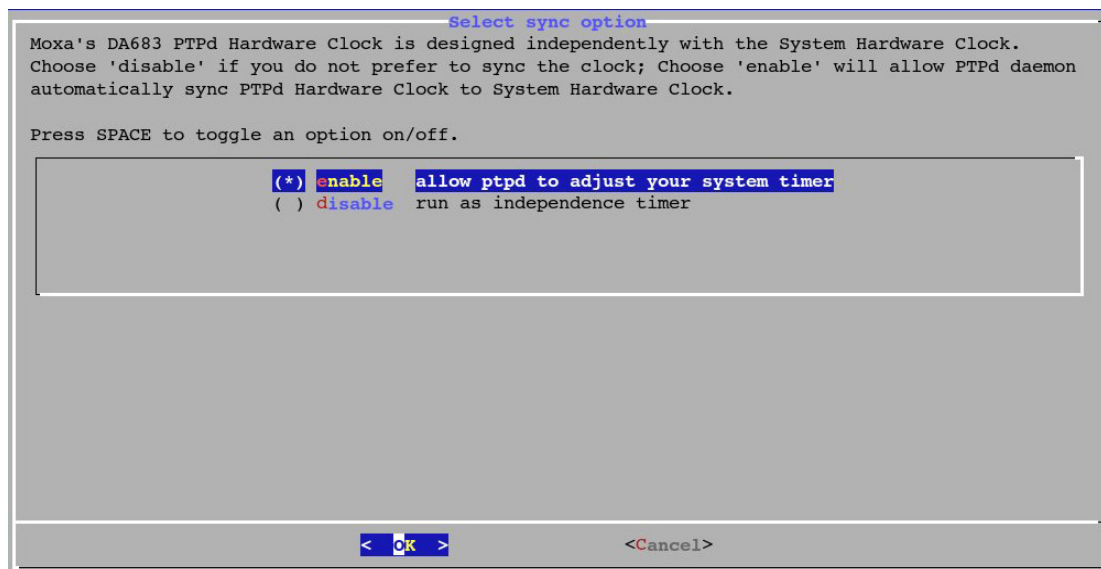 Select sync option
Moxa's DA683 PTPd Hardware Clock is designed independently with the System Hardware Clock.
Choose 'disable' if you do not prefer to sync the clock; Choose 'enable' will allow PTPd daemon
automatically sync PTPd Hardware Clock to System Hardware Clock.
Press SPACE to toggle an option on/off.
(*) enable allow ptpd to adjust your system timer
( ) disable run as independence timer
< oK > <Cancel>